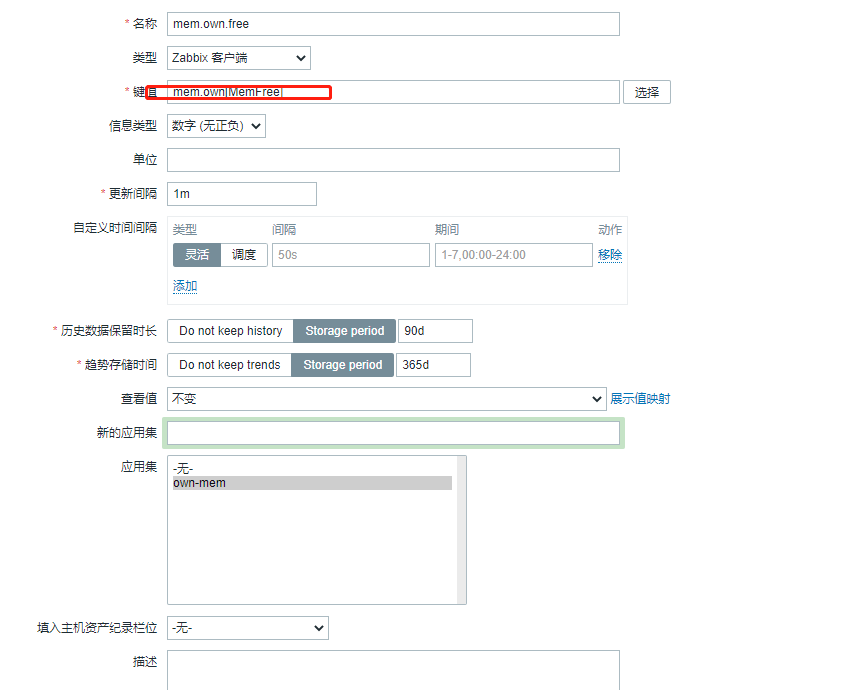 * 名称 mem.own.free
类型 Zabbix 客户端
* 键值 mem.own[MemFree] 选择
信息类型 数字 (无正负)
单位
* 更新间隔 1m
自定义时间间隔 类型 间隔 期间 动作
灵活 调度 50s 1-7,00:00-24:00 移除
添加
* 历史数据保留时长 Do not keep history Storage period 90d
* 趋势存储时间 Do not keep trends Storage period 365d
查看值 不变 展示值映射
新的应用集
应用集 -无-
own-mem
填入主机资产纪录栏位 -无-
描述